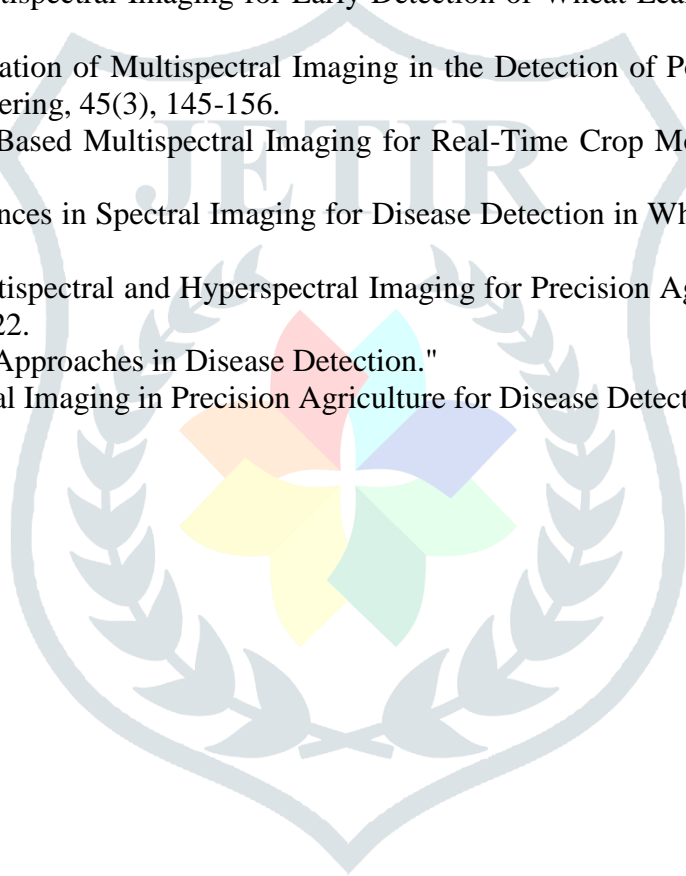 tispectral Imaging for Early Detection of Wheat Lea
ation of Multispectral Imaging in the Detection of Po
ering, 45(3), 145-156.
Based Multispectral Imaging for Real-Time Crop Mo
nces in Spectral Imaging for Disease Detection in Wh
tispectral and Hyperspectral Imaging for Precision Ag
22.
Approaches in Disease Detection."
al Imaging in Precision Agriculture for Disease Detect
JETIR